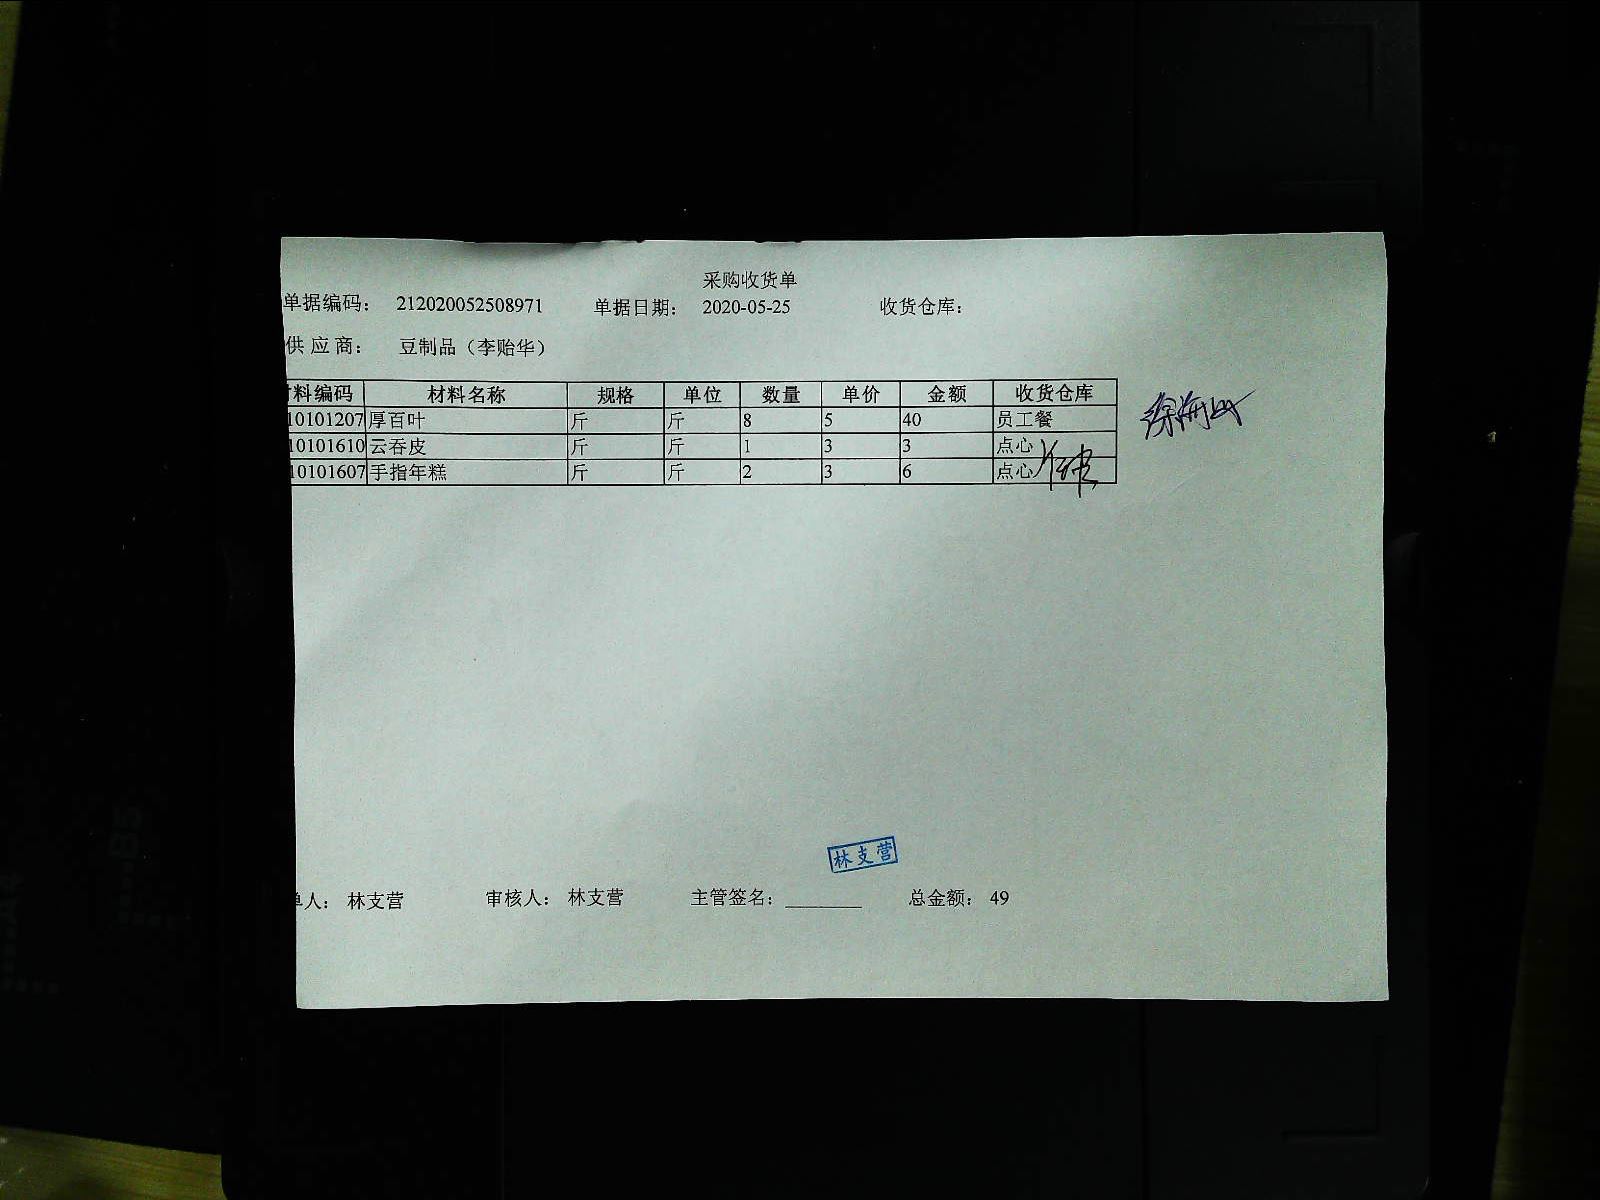 采购收货单
单据编码： 212020052508971 单据日期： 2020-05-25 收货仓库：
供应商： 豆制品（李贻华）
材料编码 材料名称 规格 单位 数量 单价 金额 收货仓库
10101207 厚百叶 斤 斤 8 5 40 员工餐
10101610 云吞皮 斤 斤 1 3 3 点心
10101607 手指年糕 斤 斤 2 3 6 点心
林支营
单人： 林支营 审核人： 林支营 主管签名： ________ 总金额： 49